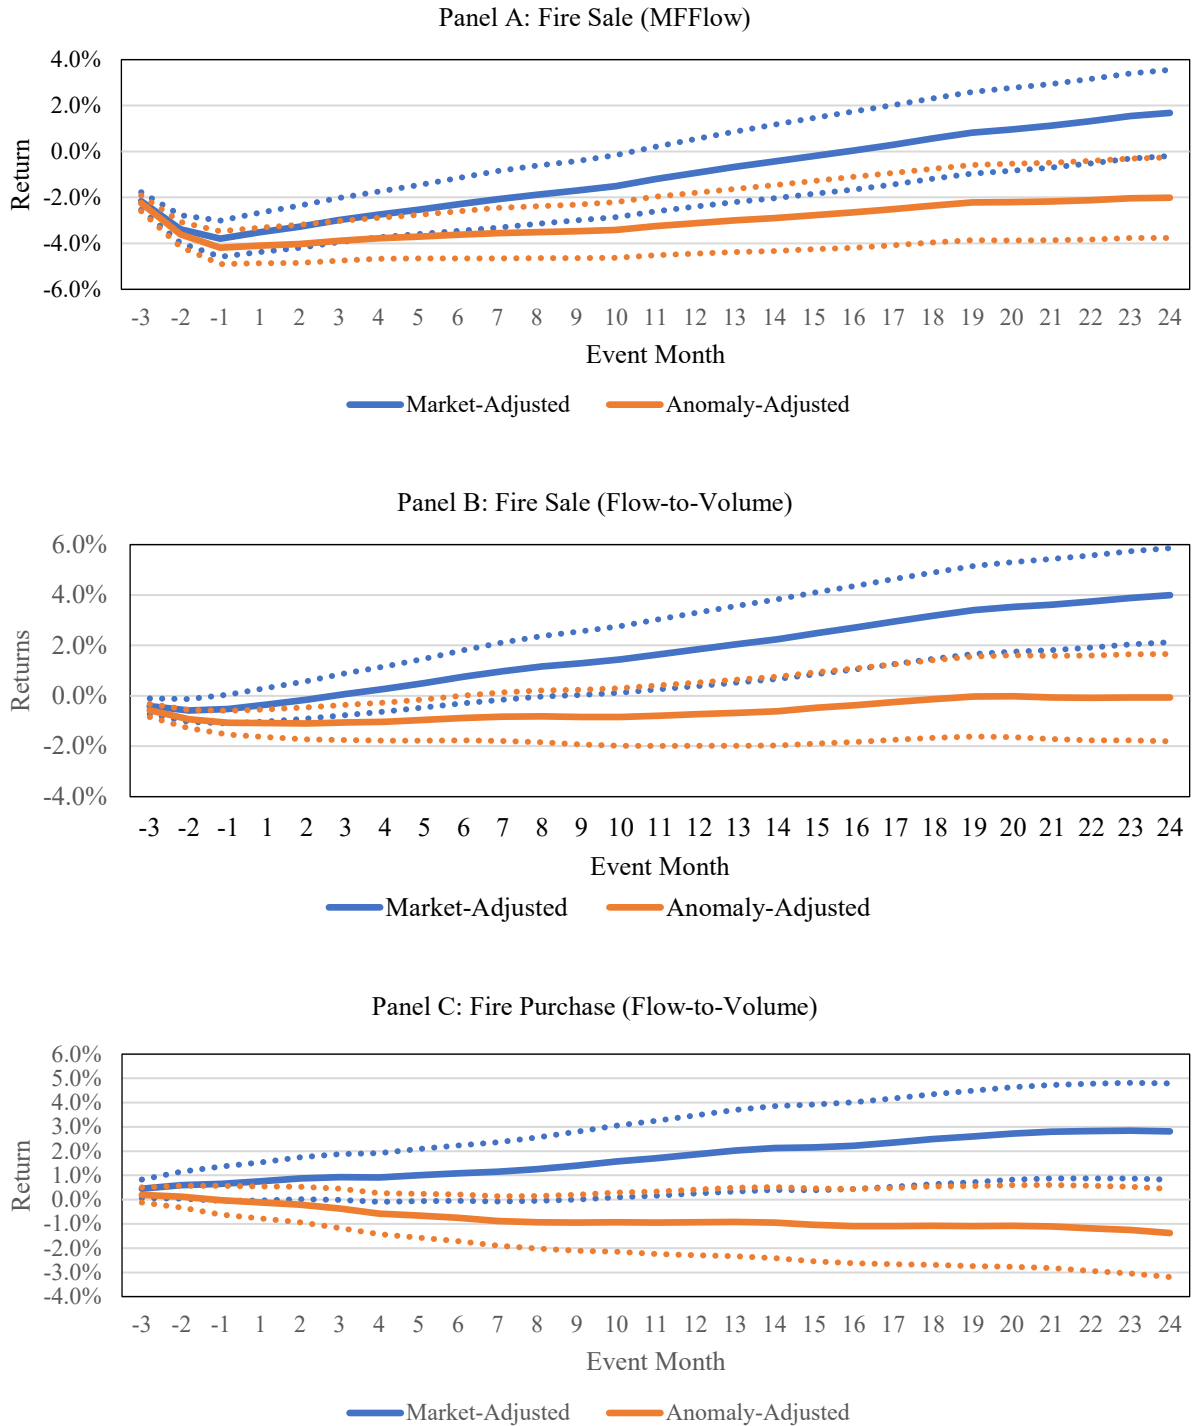 Panel A: Fire Sale (MFFlow)
4.0%
2.0%
0.0%
-2.0%
-4.0%
-6.0%
Return
-3 -2 -1 1 2 3 4 5 6 7 8 9 10 11 12 13 14 15 16 17 18 19 20 21 22 23 24
Event Month
Market-Adjusted Anomaly-Adjusted
Panel B: Fire Sale (Flow-to-Volume)
6.0%
4.0%
2.0%
0.0%
-2.0%
-4.0%
Returns
-3 -2 -1 1 2 3 4 5 6 7 8 9 10 11 12 13 14 15 16 17 18 19 20 21 22 23 24
Event Month
Market-Adjusted Anomaly-Adjusted
Panel C: Fire Purchase (Flow-to-Volume)
6.0%
5.0%
4.0%
3.0%
2.0%
1.0%
0.0%
-1.0%
-2.0%
-3.0%
-4.0%
Return
-3 -2 -1 1 2 3 4 5 6 7 8 9 10 11 12 13 14 15 16 17 18 19 20 21 22 23 24
Event Month
Market-Adjusted Anomaly-Adjusted